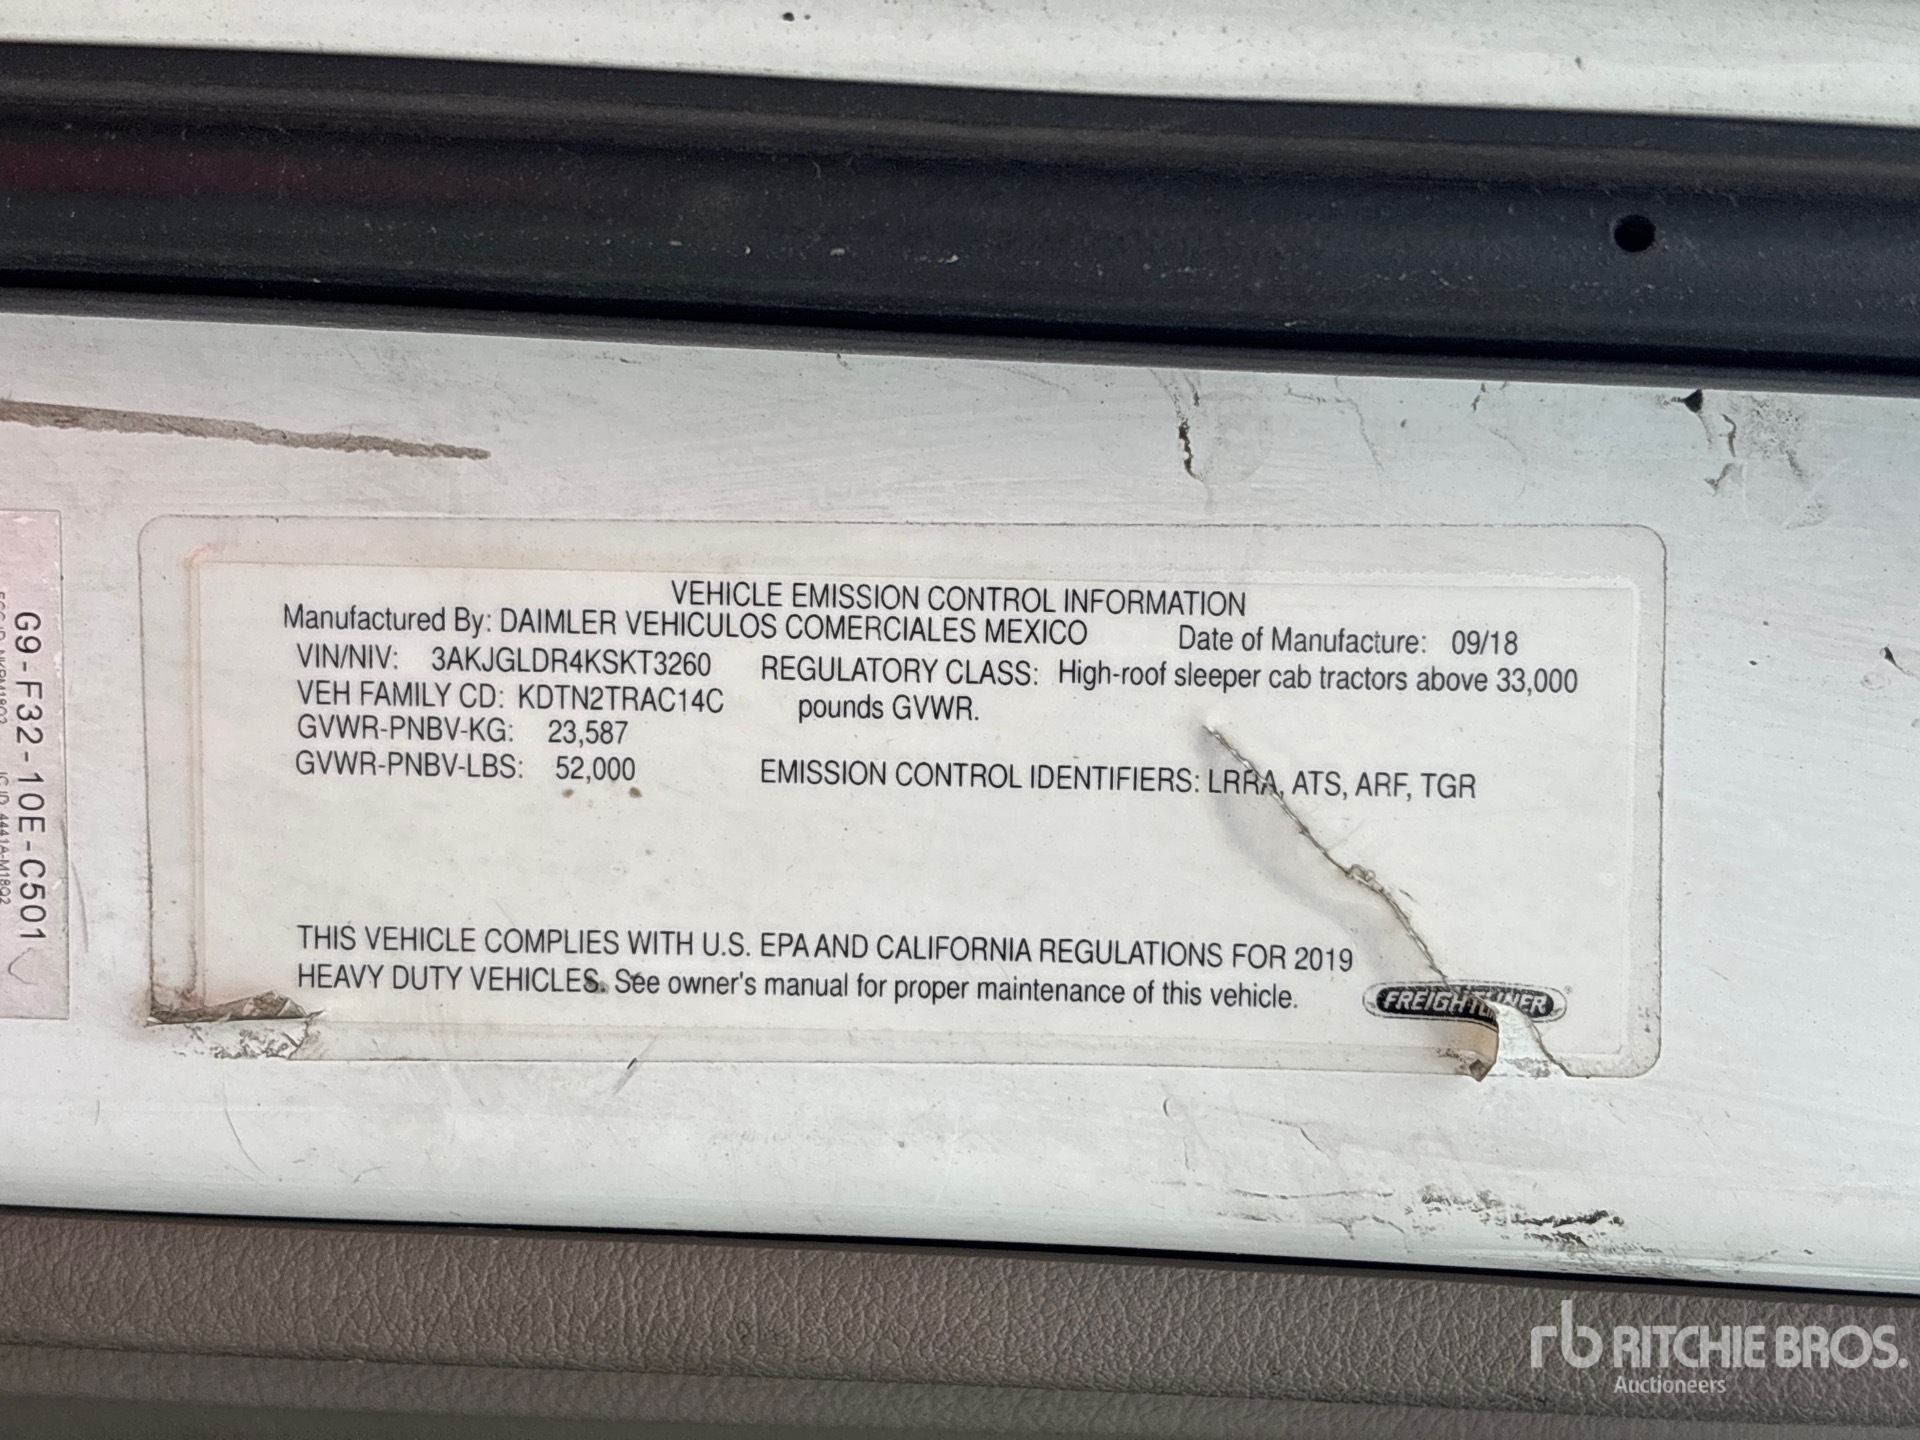 VEHICLE EMISSION CONTROL INFORMATION
Manufactured By: DAIMLER VEHICULOS COMERCIALES MEXICO Date of Manufacture: 09/18
VIN/NIV: 3AKJGLDR4KSKT3260 REGULATORY CLASS: High-roof sleeper cab tractors above 33,000
VEH FAMILY CD: KDTN2TRAC14C pounds GVWR.
GVWR-PNBV-KG: 23,587
GVWR-PNBV-LBS: 52,000 EMISSION CONTROL IDENTIFIERS: LRRA, ATS, ARF, TGR
THIS VEHICLE COMPLIES WITH U.S. EPA AND CALIFORNIA REGULATIONS FOR 2019
HEAVY DUTY VEHICLES. See owner's manual for proper maintenance of this vehicle.
FREIGHTLINER
G9-F32-10E-C501
rb RITCHIE BROS.
Auctioneers